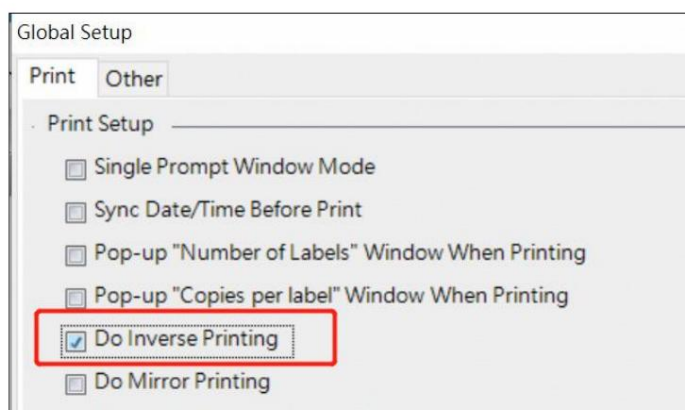 Global Setup
Print Other
Print Setup
Single Prompt Window Mode
Sync Date/Time Before Print
Pop-up "Number of Labels" Window When Printing
Pop-up "Copies per label" Window When Printing
Do Inverse Printing
Do Mirror Printing